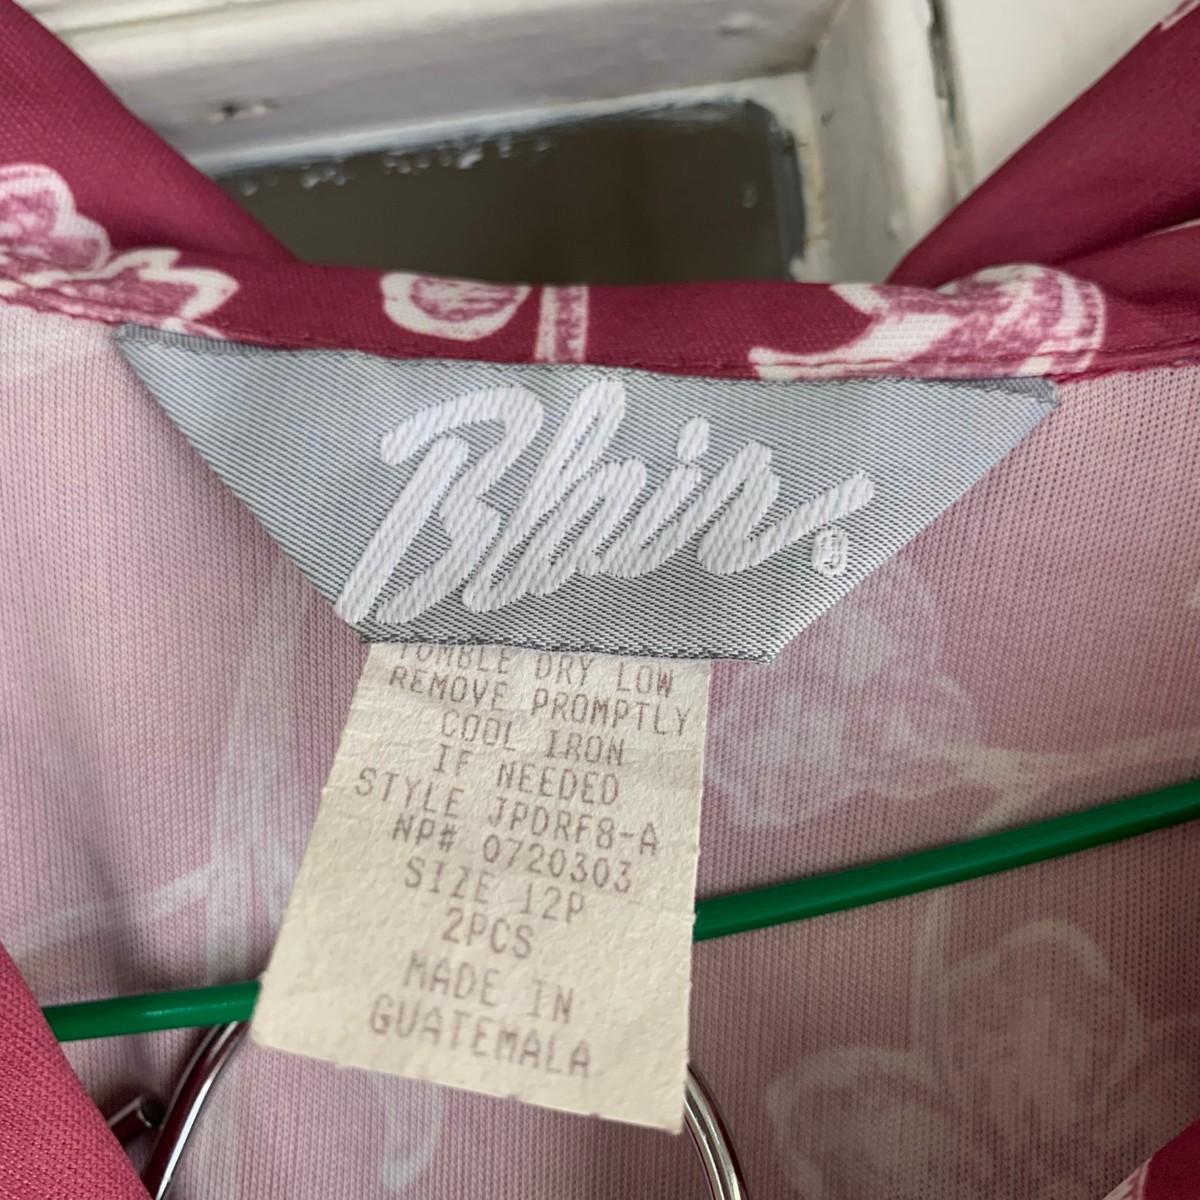 Blair ®
TUMBLE DRY LOW
REMOVE PROMPTLY
COOL IRON
IF NEEDED
STYLE JPDRF8-A
NP# 0720303
SIZE 12P
2PCS
MADE IN
GUATEMALA